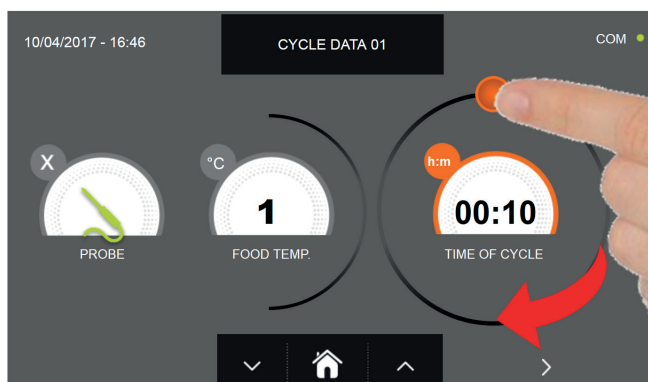 10/04/2017 - 16:46
CYCLE DATA 01
COM
X
°C
h:m
1
00:10
PROBE
FOOD TEMP.
TIME OF CYCLE